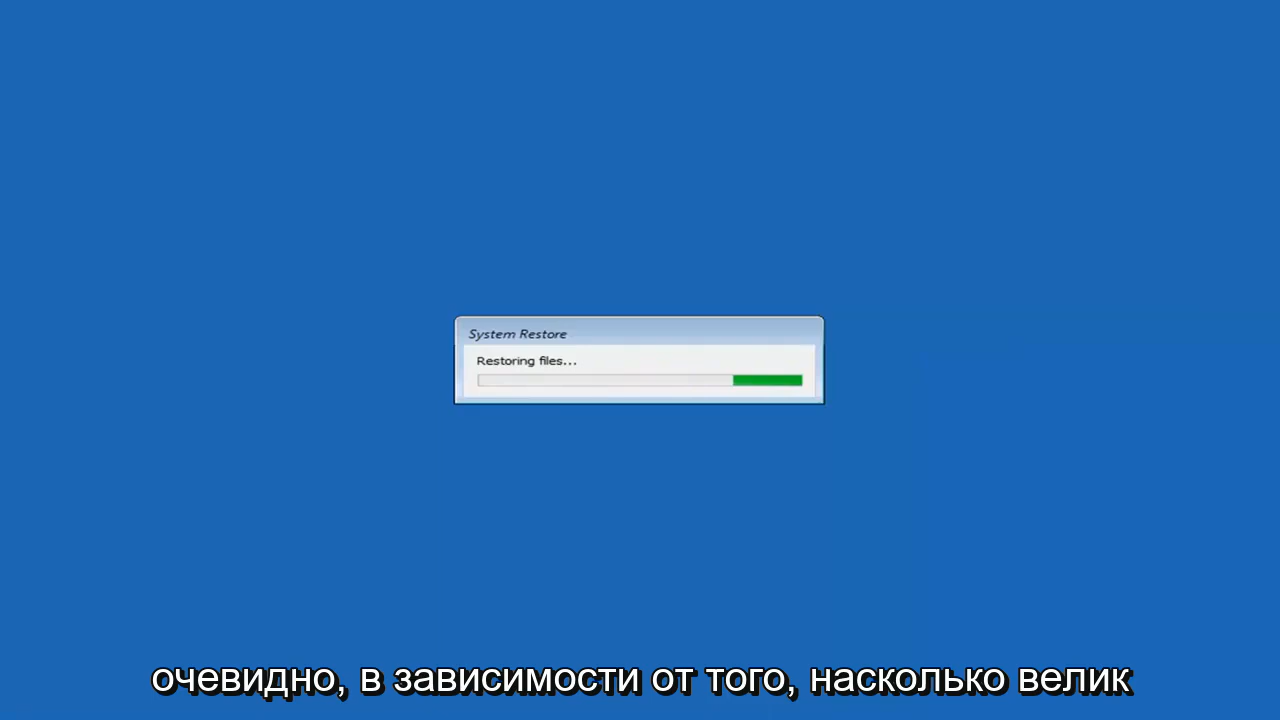 System Restore
Restoring files...
очевидно, в зависимости от того, насколько велик